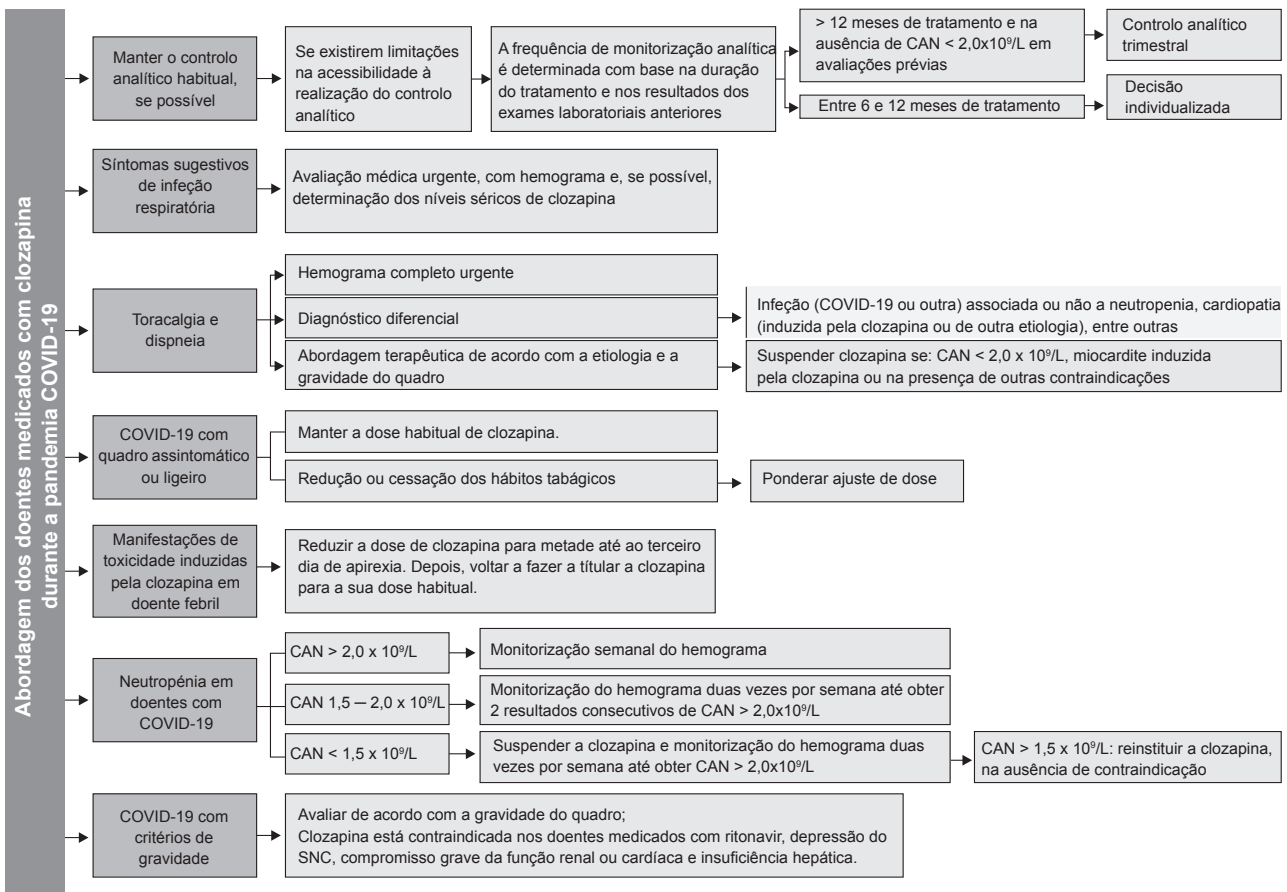 Abordagem dos doentes medicados com clozapina
durante a pandemia COVID-19
Manter o controlo
analítico habitual,
se possível
Se existirem limitações
na acessibilidade à
realização do controlo
analítico
A frequência de monitorização analítica
é determinada com base na duração
do tratamento e nos resultados dos
exames laboratoriais anteriores
> 12 meses de tratamento e na
ausência de CAN < 2,0x10⁹/L em
avaliações prévias
Controlo analítico
trimestral
Entre 6 e 12 meses de tratamento
Decisão
individualizada
Síntomas sugestivos
de infeção
respiratória
Avaliação médica urgente, com hemograma e, se possível,
determinação dos níveis séricos de clozapina
Toracalgia e
dispneia
Hemograma completo urgente
Diagnóstico diferencial
Infeção (COVID-19 ou outra) associada ou não a neutropenia, cardiopatia
(induzida pela clozapina ou de outra etiologia), entre outras
Abordagem terapêutica de acordo com a etiologia e a
gravidade do quadro
Suspender clozapina se: CAN < 2,0 x 10⁹/L, miocardite induzida
pela clozapina ou na presença de outras contraindicações
COVID-19 com
quadro assintomático
ou ligeiro
Manter a dose habitual de clozapina.
Redução ou cessação dos hábitos tabágicos
Ponderar ajuste de dose
Manifestações de
toxicidade induzidas
pela clozapina em
doente febril
Reduzir a dose de clozapina para metade até ao terceiro
dia de apirexia. Depois, voltar a fazer a títular a clozapina
para a sua dose habitual.
Neutropénia em
doentes com
COVID-19
CAN > 2,0 x 10⁹/L
Monitorização semanal do hemograma
CAN 1,5 – 2,0 x 10⁹/L
Monitorização do hemograma duas vezes por semana até obter
2 resultados consecutivos de CAN > 2,0x10⁹/L
CAN < 1,5 x 10⁹/L
Suspender a clozapina e monitorização do hemograma duas
vezes por semana até obter CAN > 2,0x10⁹/L
CAN > 1,5 x 10⁹/L: reinstituir a clozapina,
na ausência de contraindicação
COVID-19 com
critérios de
gravidade
Avaliar de acordo com a gravidade do quadro;
Clozapina está contraindicada nos doentes medicados com ritonavir, depressão do
SNC, compromisso grave da função renal ou cardíaca e insuficiência hepática.